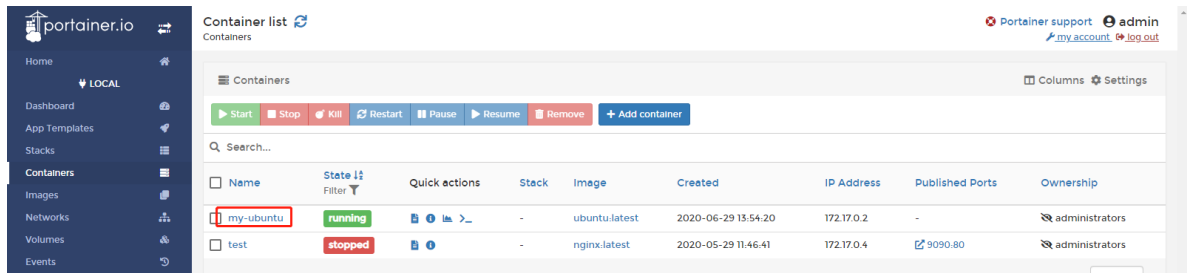 portainer.io
Container list
Portainer support admin
Containers
my account log out
Home
LOCAL
Containers
Columns Settings
Dashboard
Start Stop Kill Restart Pause Resume Remove + Add container
App Templates
Search...
Stacks
Containers
Name State Filter Quick actions Stack Image Created IP Address Published Ports Ownership
Images
Networks
my-ubuntu running >_ - ubuntu:latest 2020-06-29 13:54:20 172.17.0.2 - administrators
Volumes
test stopped - nginx:latest 2020-05-29 11:46:41 172.17.0.4 9090:80 administrators
Events